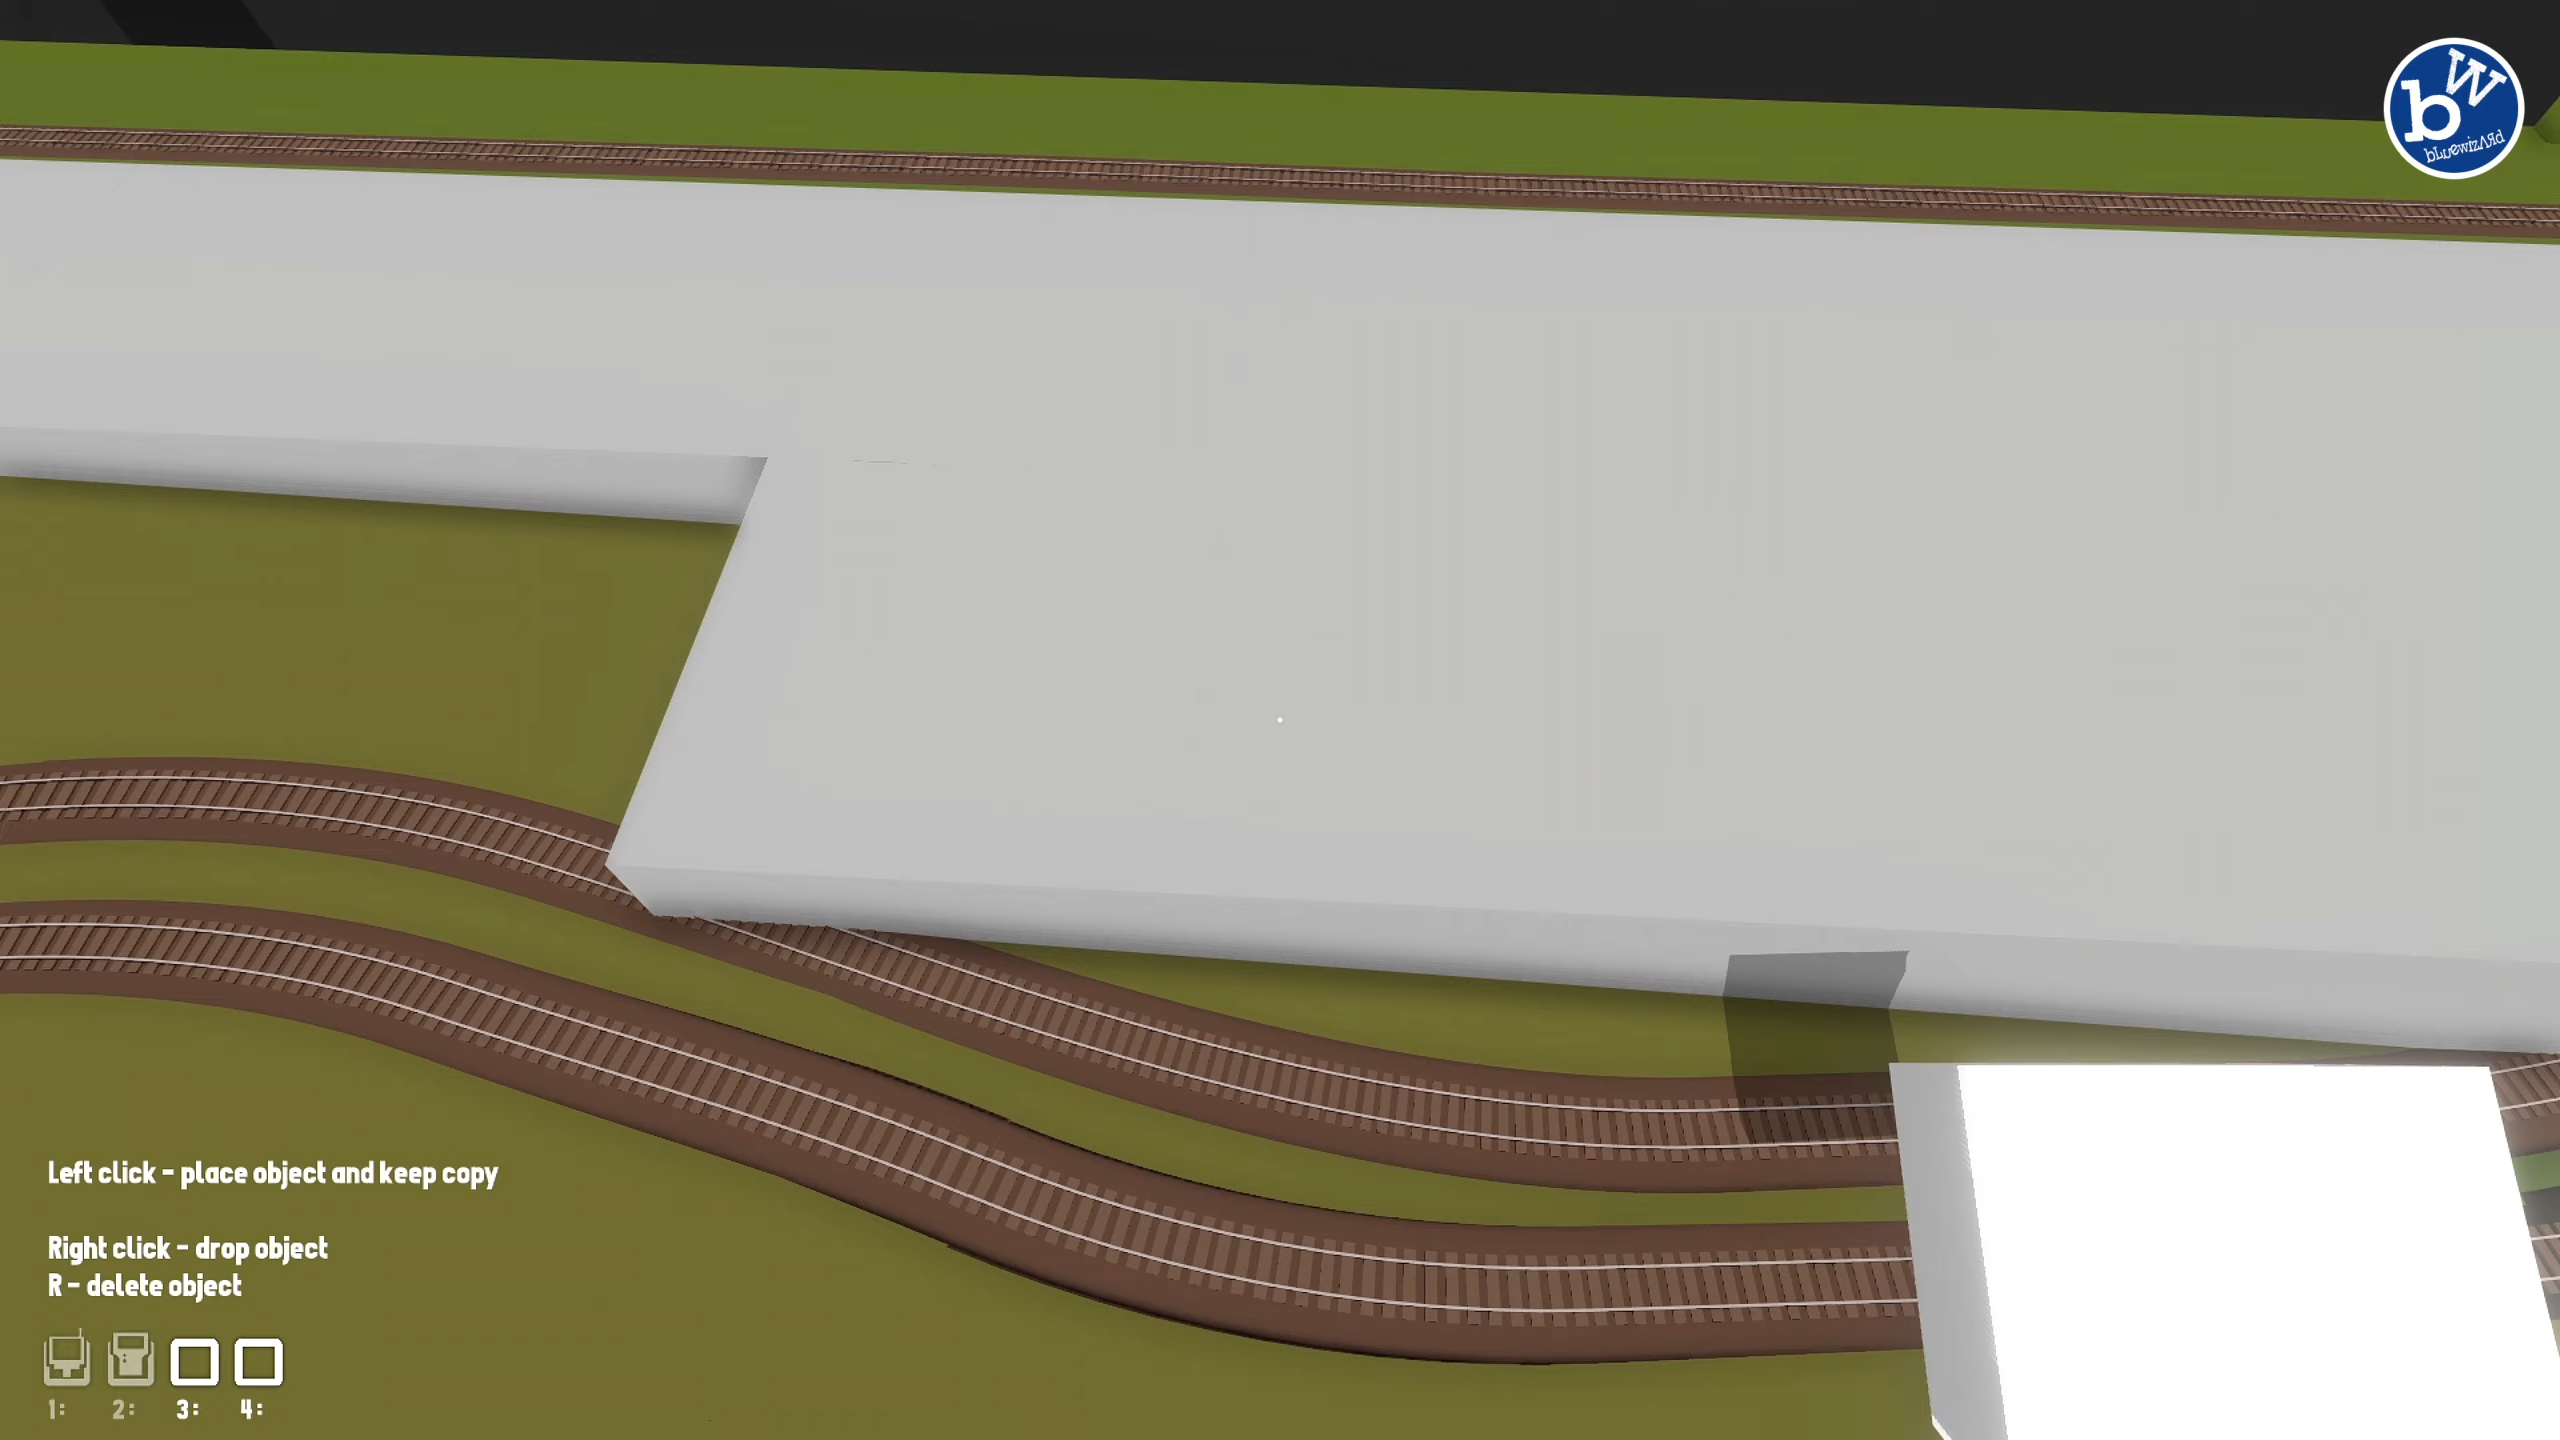 bW
bLuewizARd
Left click - place object and keep copy
Right click - drop object
R - delete object
1: 2: 3: 4: